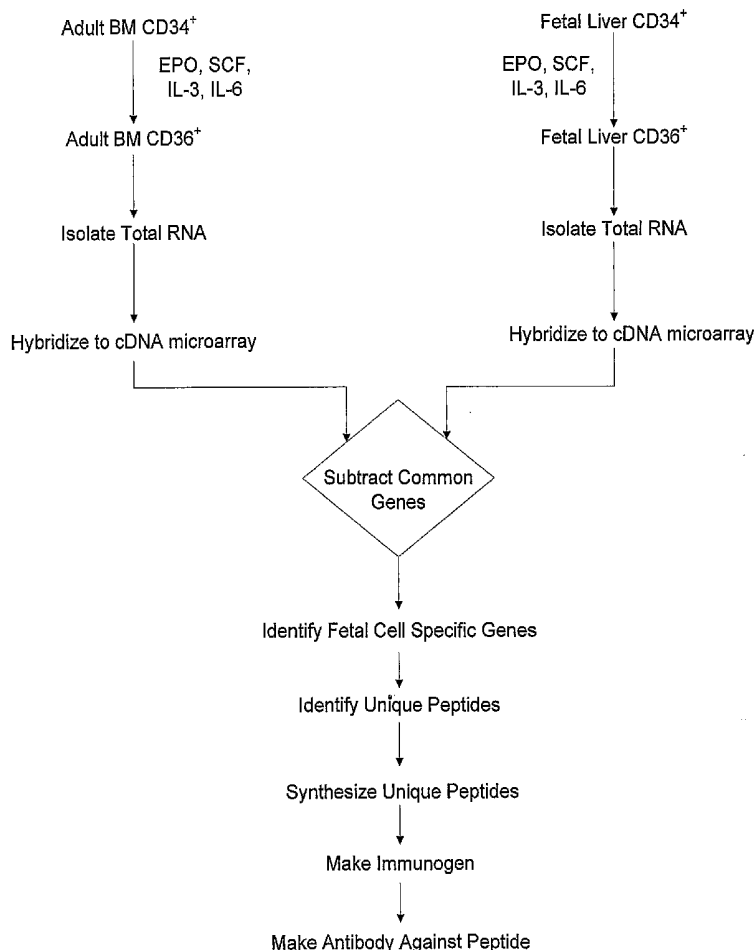 Adult BM CD34+
EPO, SCF,
IL-3, IL-6
Adult BM CD36+
Isolate Total RNA
Hybridize to cDNA microarray
Fetal Liver CD34+
EPO, SCF,
IL-3, IL-6
Fetal Liver CD36+
Isolate Total RNA
Hybridize to cDNA microarray
Subtract Common
Genes
Identify Fetal Cell Specific Genes
Identify Unique Peptides
Synthesize Unique Peptides
Make Immunogen
Make Antibody Against Peptide